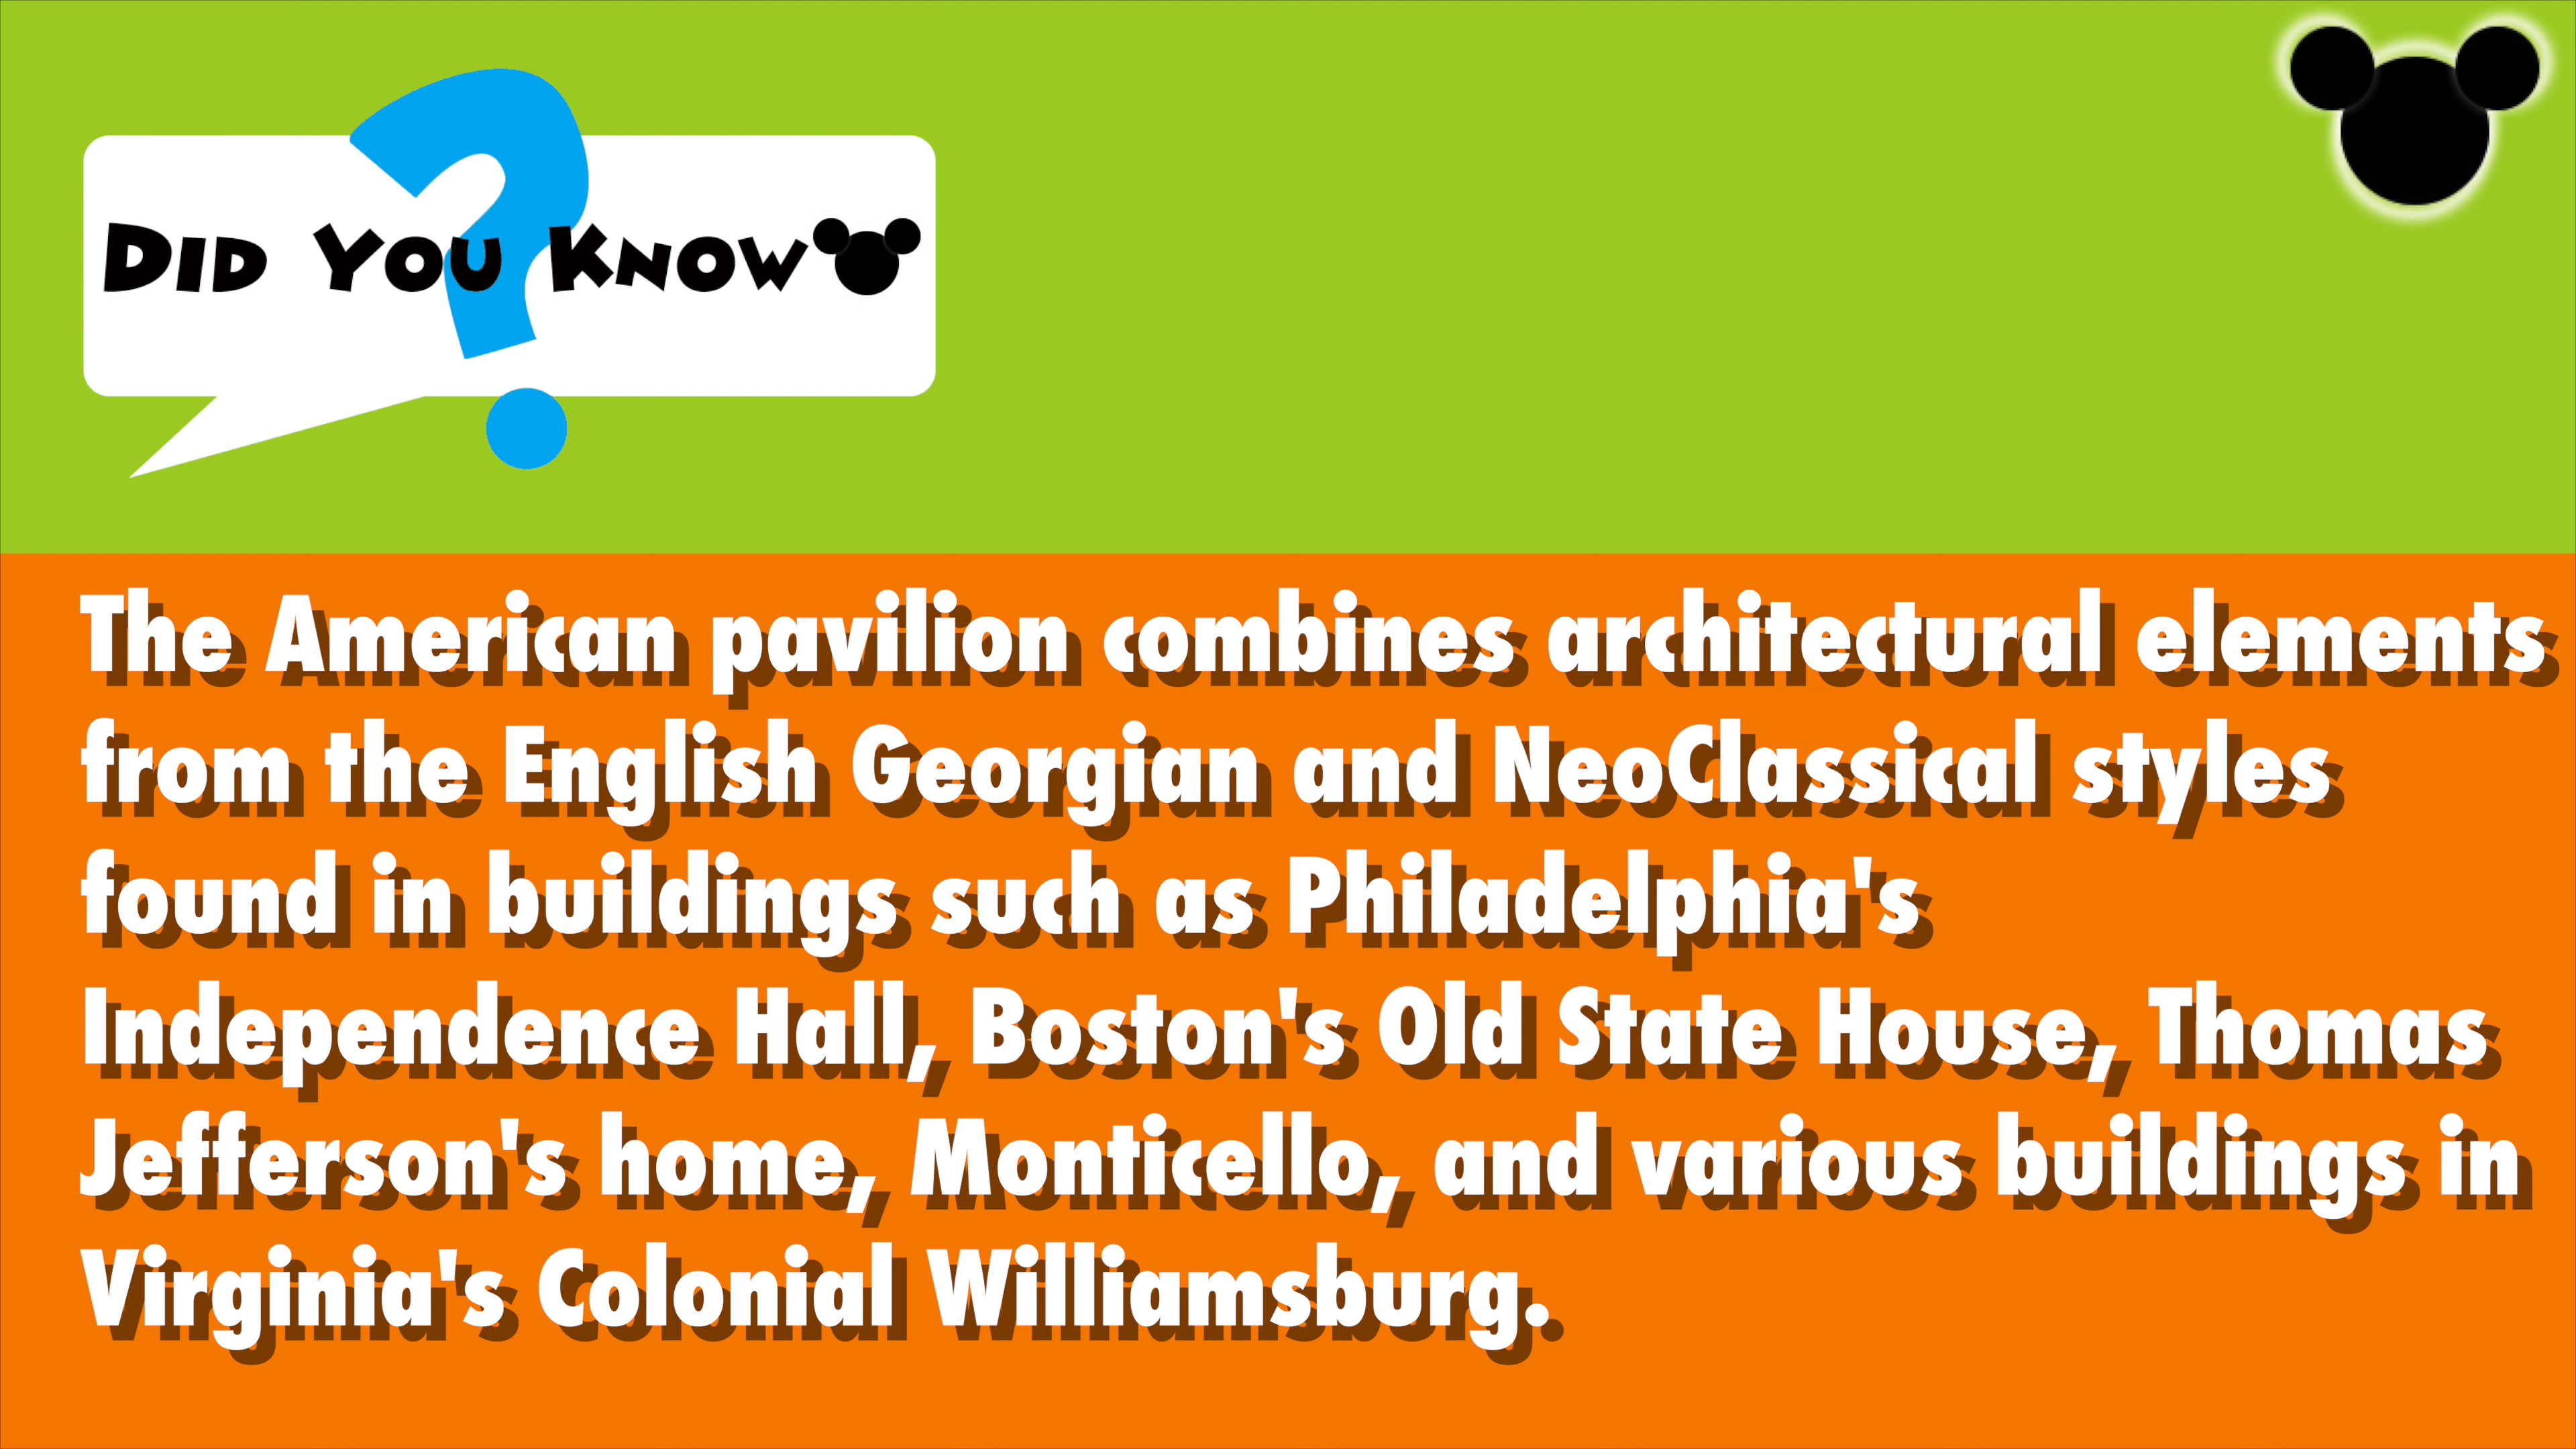 Did You Know
The American pavilion combines architectural elements
from the English Georgian and NeoClassical styles
found in buildings such as Philadelphia's
Independence Hall, Boston's Old State House, Thomas
Jefferson's home, Monticello, and various buildings in
Virginia's Colonial Williamsburg.